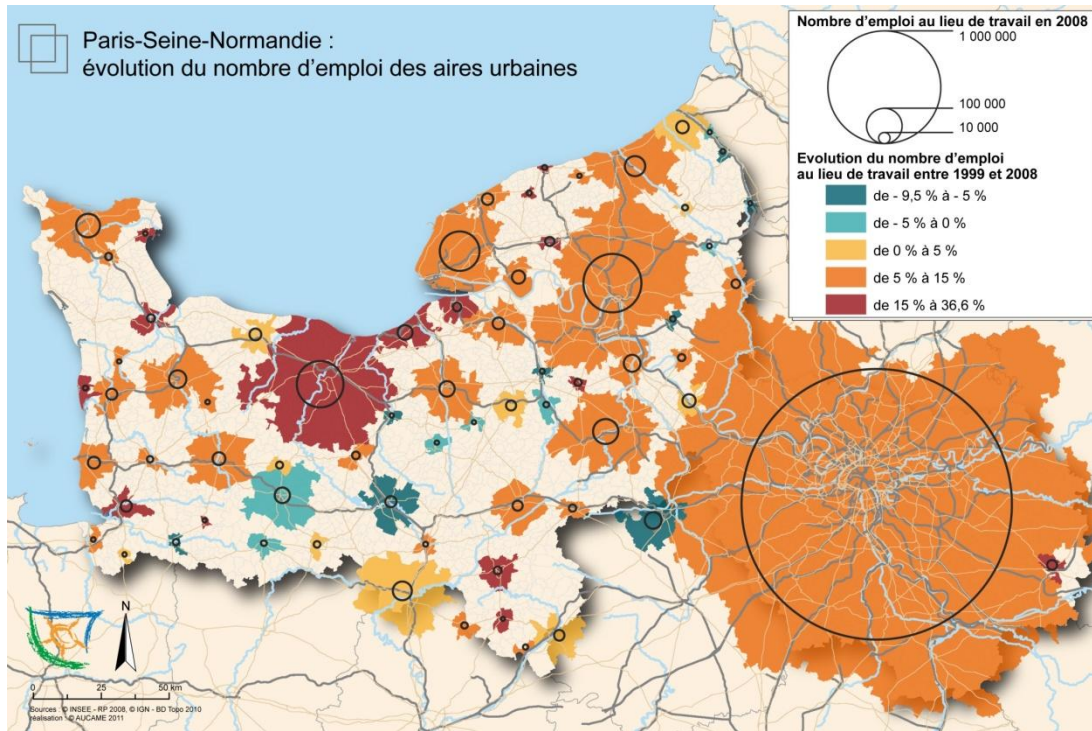 Paris-Seine-Normandie :
évolution du nombre d'emploi des aires urbaines
Nombre d'emploi au lieu de travail en 2008
1 000 000
100 000
10 000
Evolution du nombre d'emploi
au lieu de travail entre 1999 et 2008
de - 9,5 % à - 5 %
de - 5 % à 0 %
de 0 % à 5 %
de 5 % à 15 %
de 15 % à 36,6 %
N
0 25 50 km
Sources : © INSEE - RP 2008, © IGN - BD Topo 2010
réalisation : © AUCAME 2011